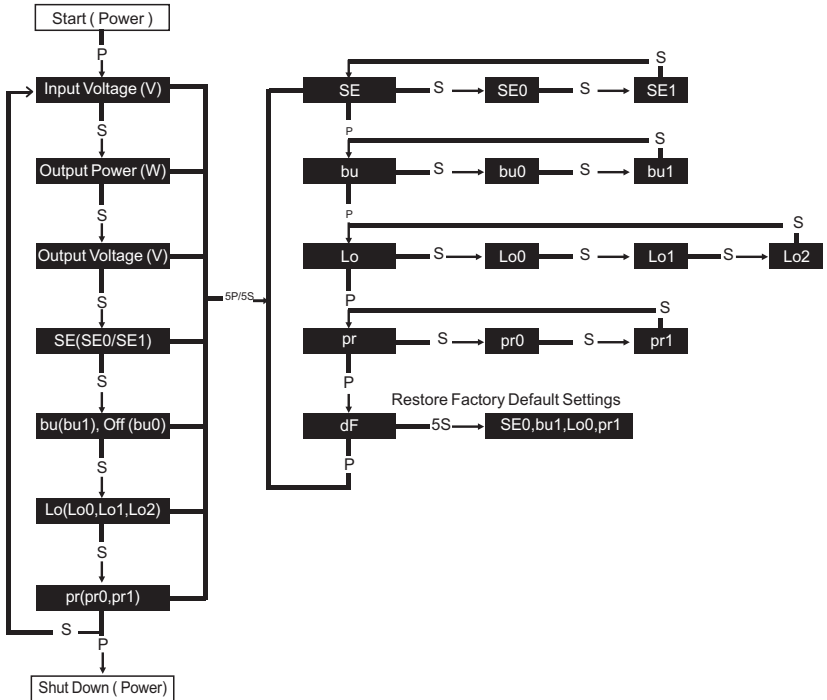 Start ( Power )
P
Input Voltage (V)
S
Output Power (W)
S
Output Voltage (V)
S
SE(SE0/SE1)
S
bu(bu1), Off (bu0)
S
Lo(Lo0,Lo1,Lo2)
S
pr(pr0,pr1)
S
P
Shut Down ( Power)
5P/5S
S
SE S SE0 S SE1
P
S
bu S bu0 S bu1
P
S
Lo S Lo0 S Lo1 S Lo2
P
S
pr S pr0 S pr1
P
Restore Factory Default Settings
dF 5S SE0,bu1,Lo0,pr1
P